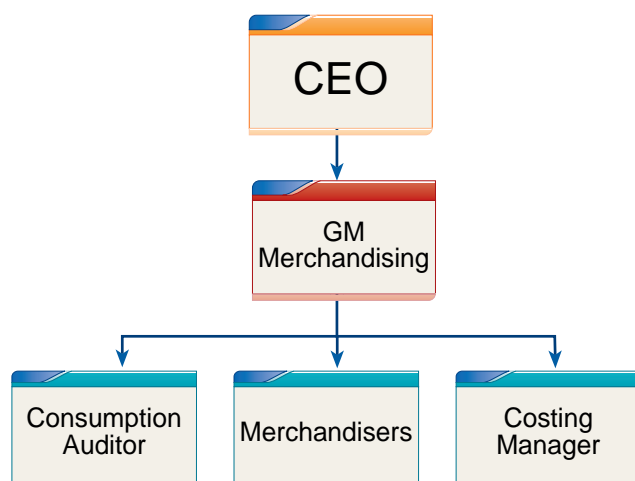 CEO
GM
Merchandising
Consumption
Auditor
Merchandisers
Costing
Manager